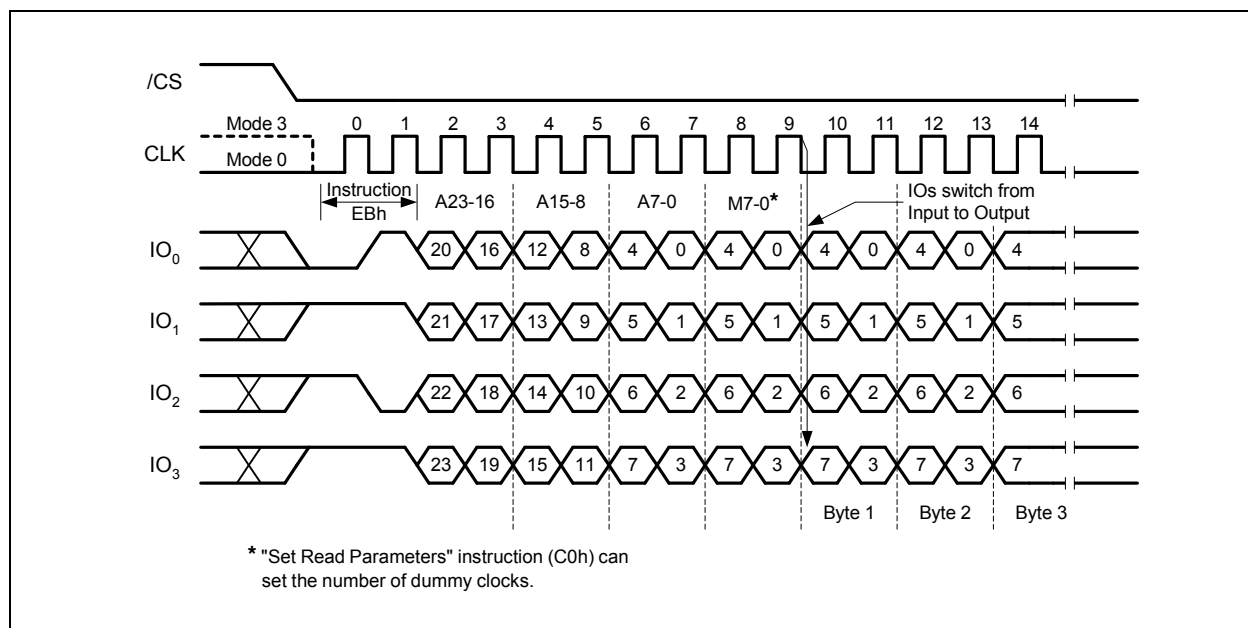 /CS
Mode 3 0 1 2 3 4 5 6 7 8 9 10 11 12 13 14
CLK
Mode 0
Instruction A23-16 A15-8 A7-0 M7-0* IOs switch from
EBh Input to Output
IO0 20 16 12 8 4 0 4 0 4 0 4 0 4
IO1 21 17 13 9 5 1 5 1 5 1 5 1 5
IO2 22 18 14 10 6 2 6 2 6 2 6 2 6
IO3 23 19 15 11 7 3 7 3 7 3 7 3 7
Byte 1 Byte 2 Byte 3
* "Set Read Parameters" instruction (C0h) can
set the number of dummy clocks.